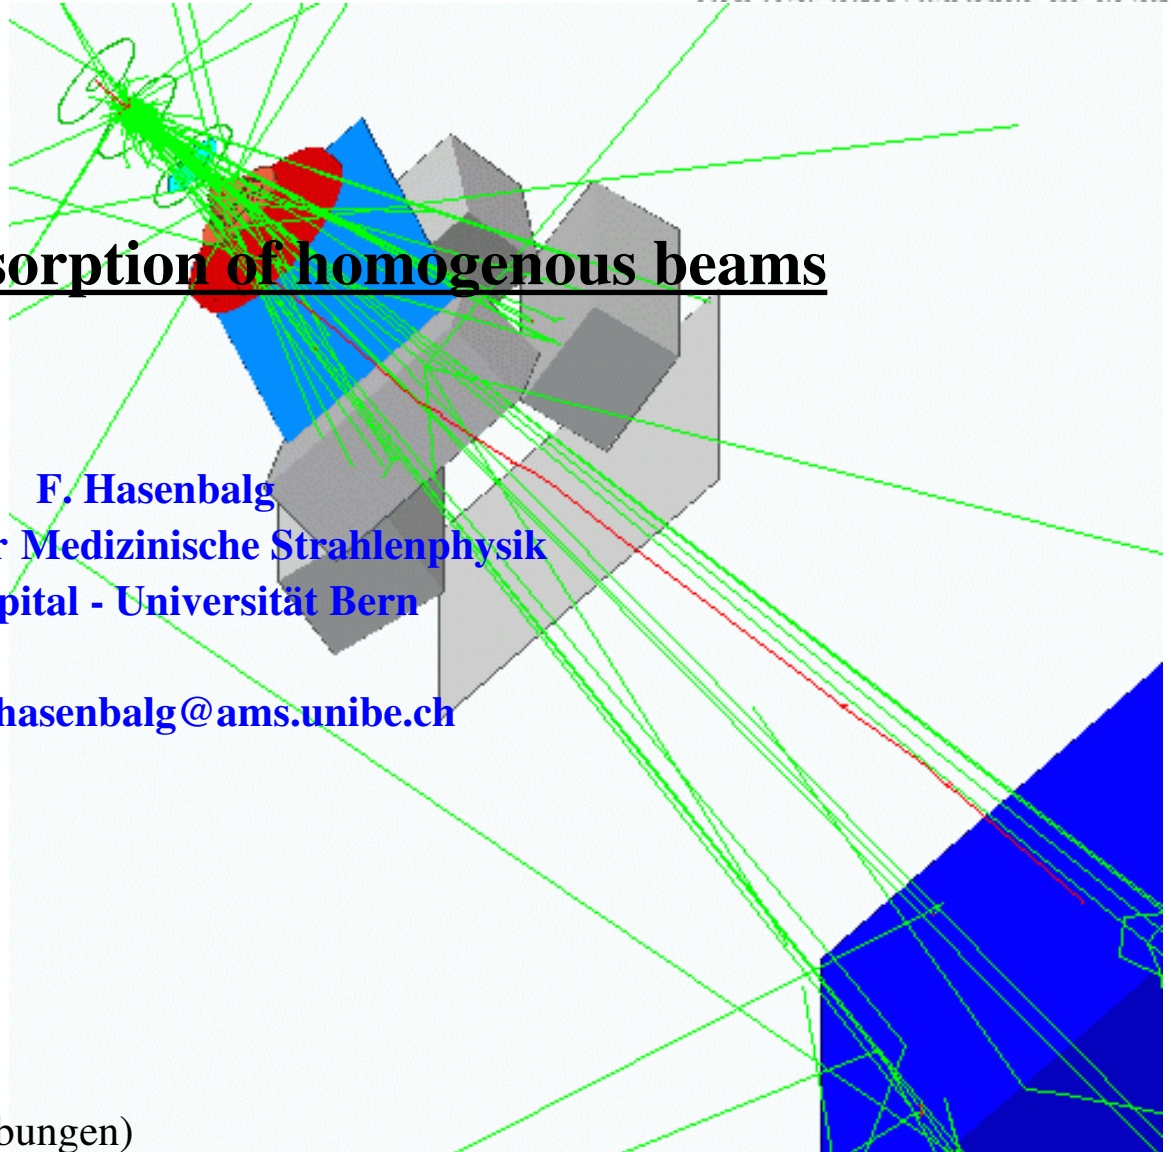 sorption of homogenous beams
F. Hasenbalg
r Medizinische Strahlenphysik
pital - Universität Bern
hasenbalg@ams.unibe.ch
bungen)